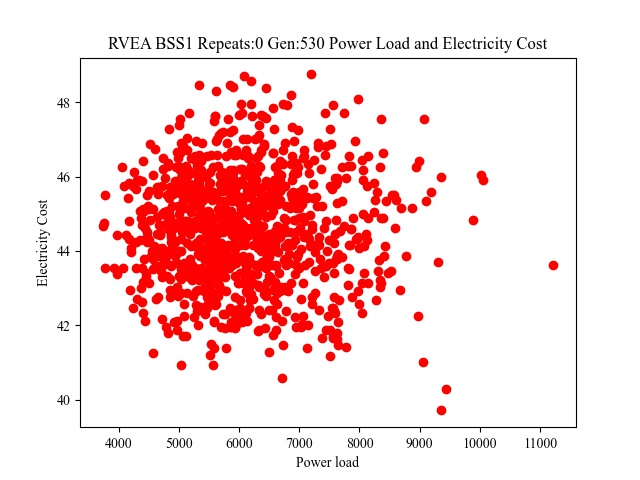 RVEA BSS1 Repeats:0 Gen:530 Power Load and Electricity Cost
Electricity Cost
48
46
44
42
40
4000 5000 6000 7000 8000 9000 10000 11000
Power load